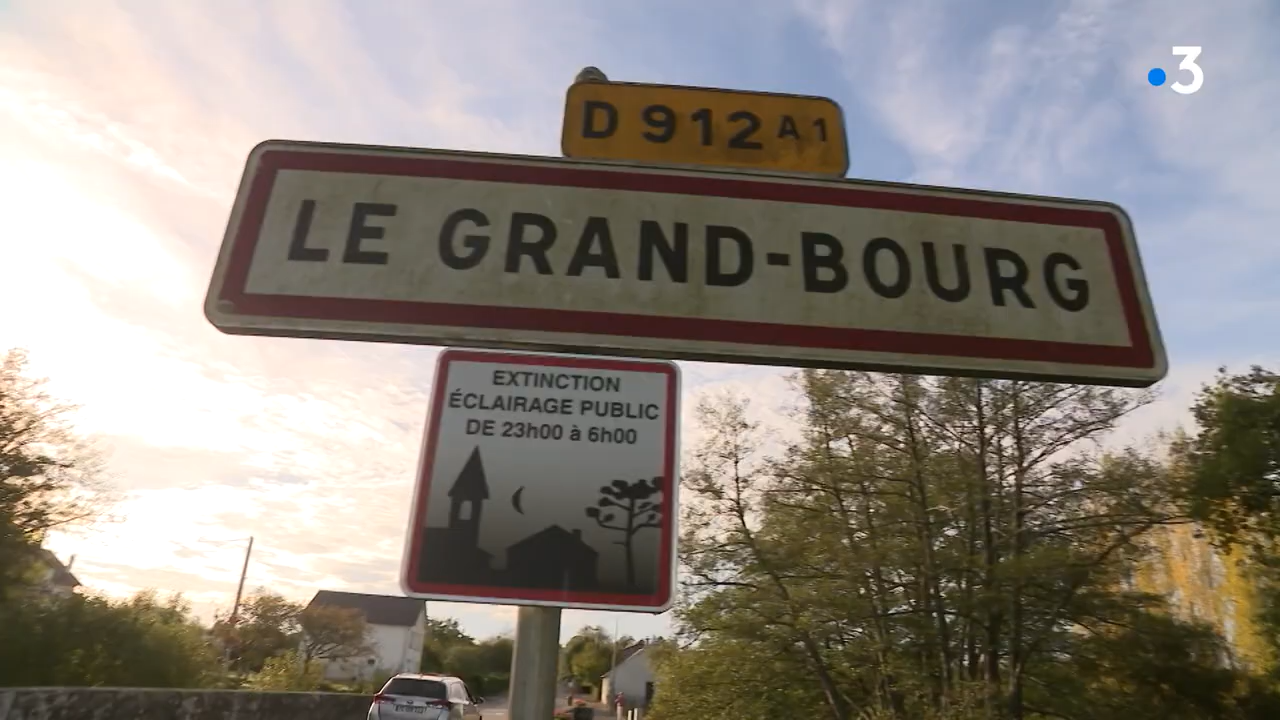 3
D 912 A1
LE GRAND-BOURG
EXTINCTION
ÉCLAIRAGE PUBLIC
DE 23h00 à 6h00